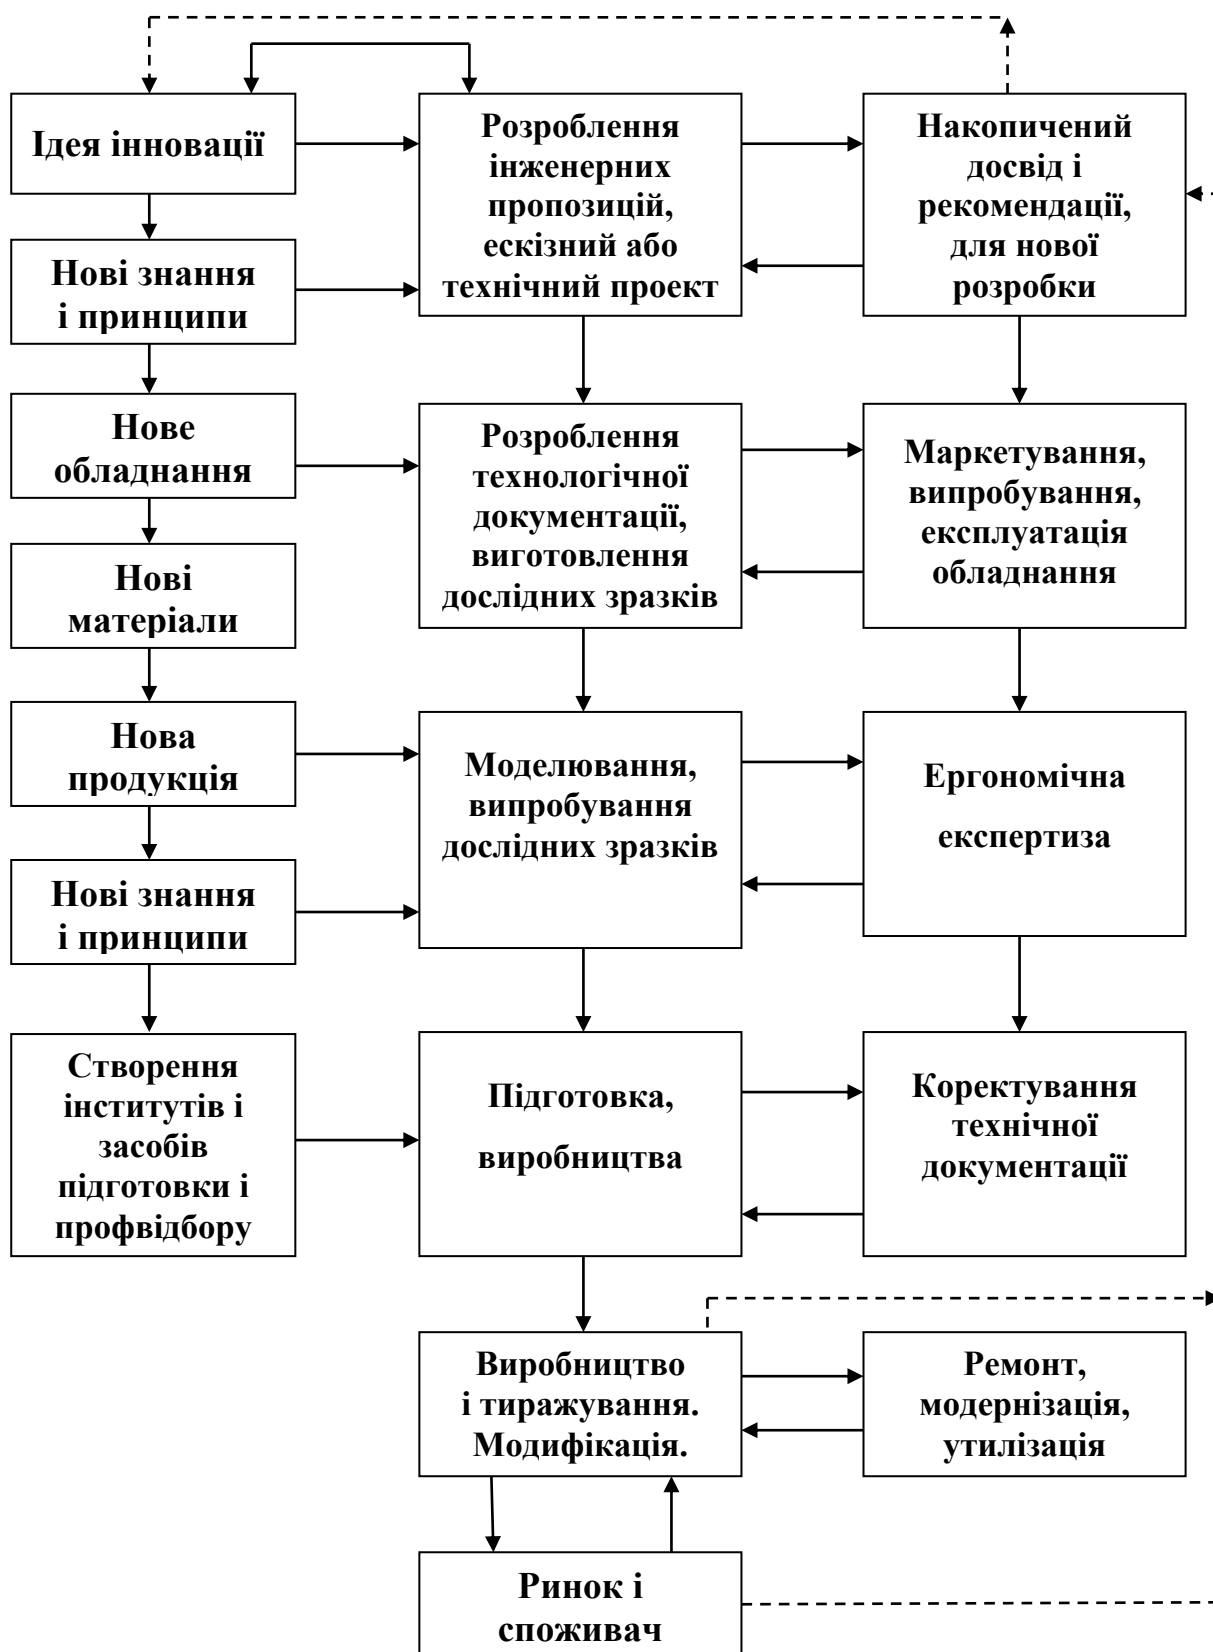 Ідея інновації
Розроблення
інженерних
пропозицій,
ескізний або
технічний проект
Накопичений
досвід і
рекомендації,
для нової
розробки
Нові знання
і принципи
Нове
обладнання
Розроблення
технологічної
документації,
виготовлення
дослідних зразків
Маркетування,
випробування,
експлуатація
обладнання
Нові
матеріали
Нова
продукція
Моделювання,
випробування
дослідних зразків
Ергономічна
експертиза
Нові знання
і принципи
Створення
інститутів і
засобів
підготовки і
профвідбору
Підготовка,
виробництва
Коректування
технічної
документації
Виробництво
і тиражування.
Модифікація.
Ремонт,
модернізація,
утилізація
Ринок і
споживач